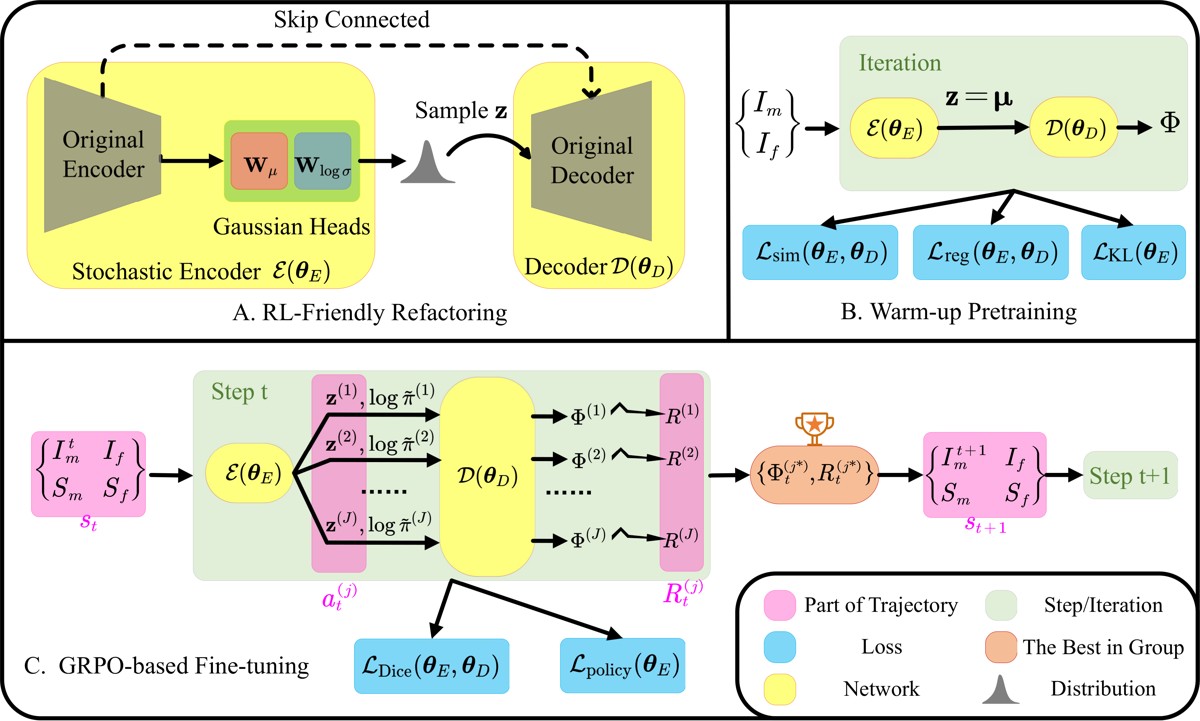 Skip Connected
Original
Encoder
W_μ W_log σ
Gaussian Heads
Stochastic Encoder ℰ(θ_E)
Sample z
Original
Decoder
Decoder 𝒟(θ_D)
A. RL-Friendly Refactoring
Iteration
{I_m
I_f}
ℰ(θ_E)
z = μ
𝒟(θ_D)
Φ
ℒ_sim(θ_E, θ_D)
ℒ_reg(θ_E, θ_D)
ℒ_KL(θ_E)
B. Warm-up Pretraining
{I_m^t I_f
S_m S_f}
s_t
Step t
ℰ(θ_E)
z^(1), log π̃^(1)
z^(2), log π̃^(2)
......
z^(J), log π̃^(J)
a_t^(j)
𝒟(θ_D)
Φ^(1) R^(1)
Φ^(2) R^(2)
......
Φ^(J) R^(J)
R_t^(j)
{Φ_t^(j*), R_t^(j*)}
{I_m^t+1 I_f
S_m S_f}
s_t+1
Step t+1
ℒ_Dice(θ_E, θ_D)
ℒ_policy(θ_E)
C. GRPO-based Fine-tuning
Part of Trajectory
Step/Iteration
Loss
The Best in Group
Network
Distribution